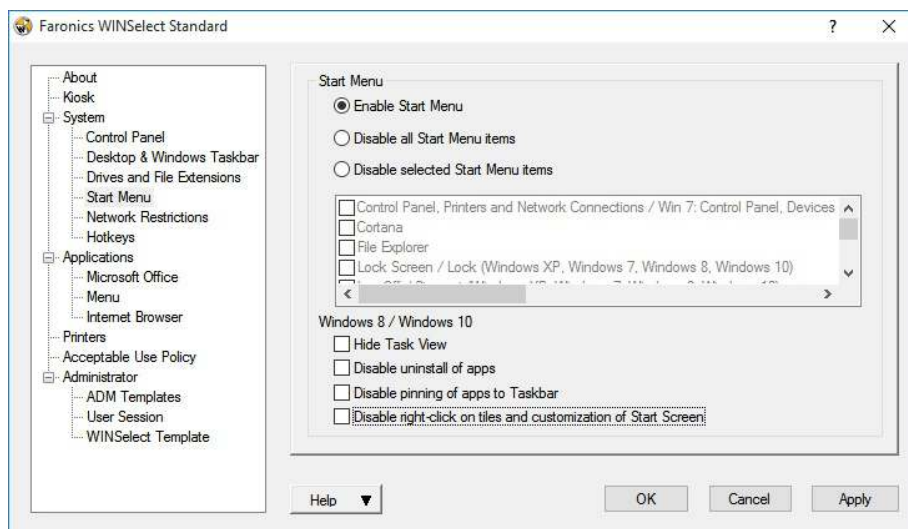 Faronics WINSelect Standard
?
About
Kiosk
System
Control Panel
Desktop & Windows Taskbar
Drives and File Extensions
Start Menu
Network Restrictions
Hotkeys
Applications
Microsoft Office
Menu
Internet Browser
Printers
Acceptable Use Policy
Administrator
ADM Templates
User Session
WINSelect Template
Start Menu
Enable Start Menu
Disable all Start Menu items
Disable selected Start Menu items
Control Panel, Printers and Network Connections / Win 7: Control Panel, Devices
Cortana
File Explorer
Lock Screen / Lock (Windows XP, Windows 7, Windows 8, Windows 10)
Windows 8 / Windows 10
Hide Task View
Disable uninstall of apps
Disable pinning of apps to Taskbar
Disable right-click on tiles and customization of Start Screen
Help
OK
Cancel
Apply